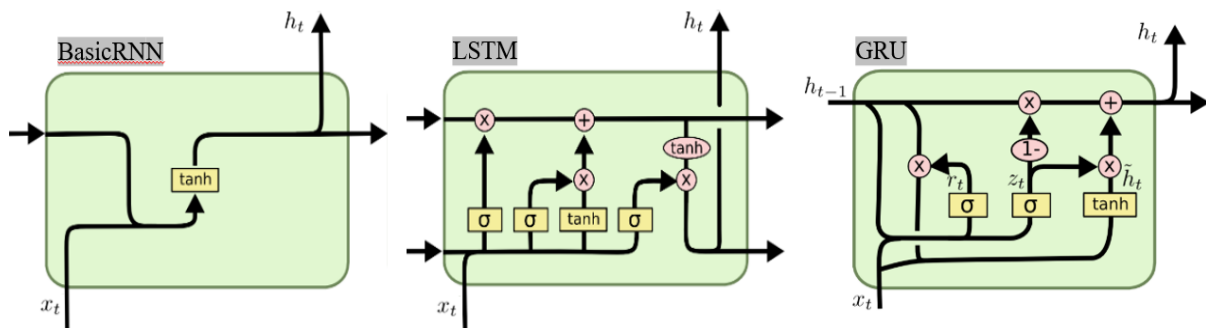 BasicRNN
h_t
tanh
x_t
LSTM
h_t
x
+
tanh
x
x
σ
σ
tanh
σ
x_t
GRU
h_t
h_{t-1}
x
+
1-
x
r_t
z_t
x
h̃_t
σ
σ
tanh
x_t